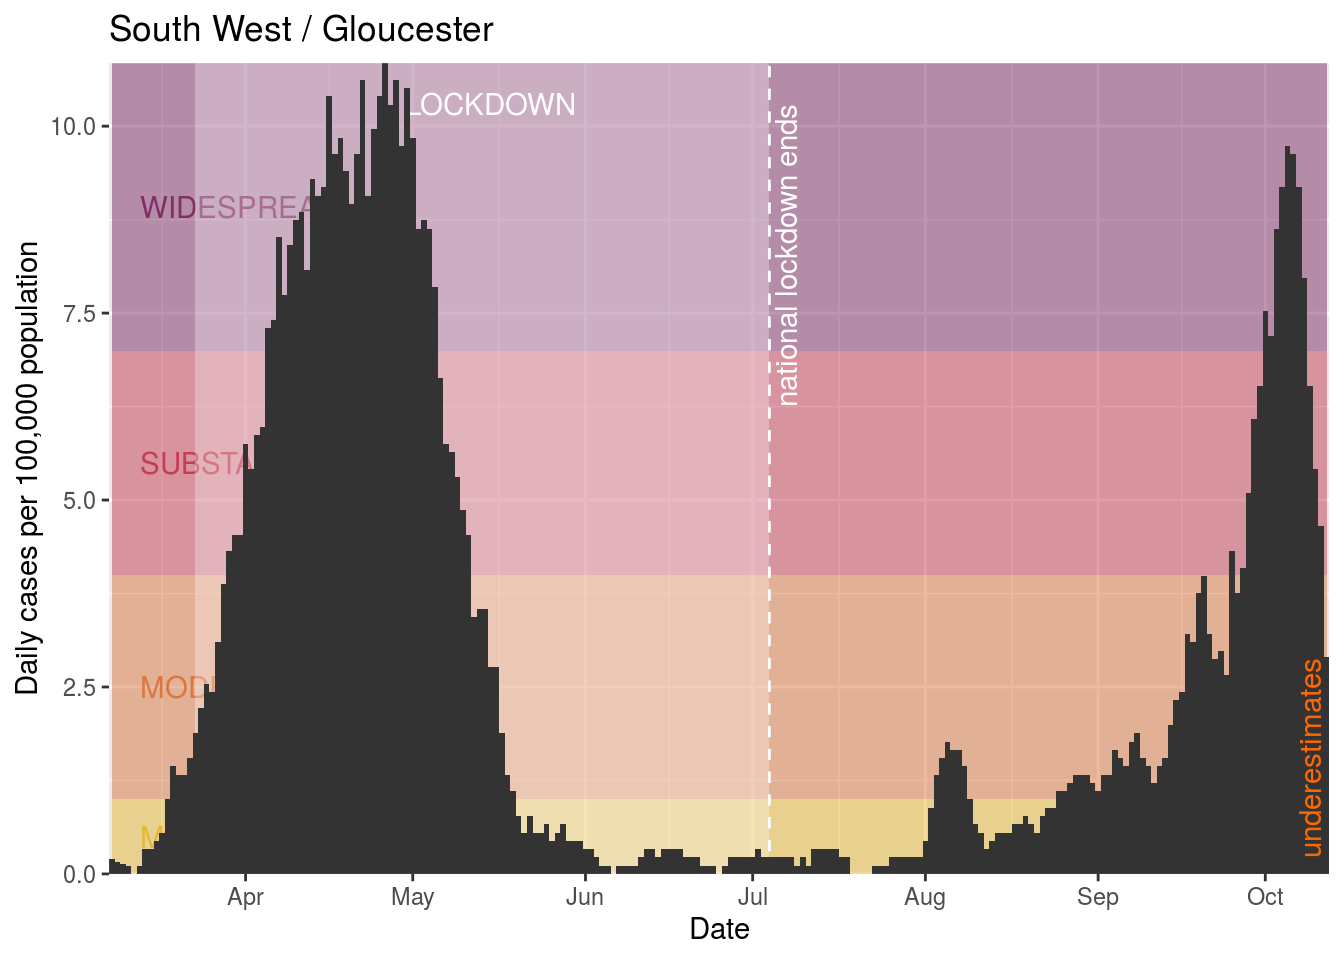 South West / Gloucester
Daily cases per 100,000 population
10.0
7.5
5.0
2.5
0.0
LOCKDOWN
WIDESPREA
SUBSTA
MOD
M
national lockdown ends
underestimates
Apr
May
Jun
Jul
Aug
Sep
Oct
Date